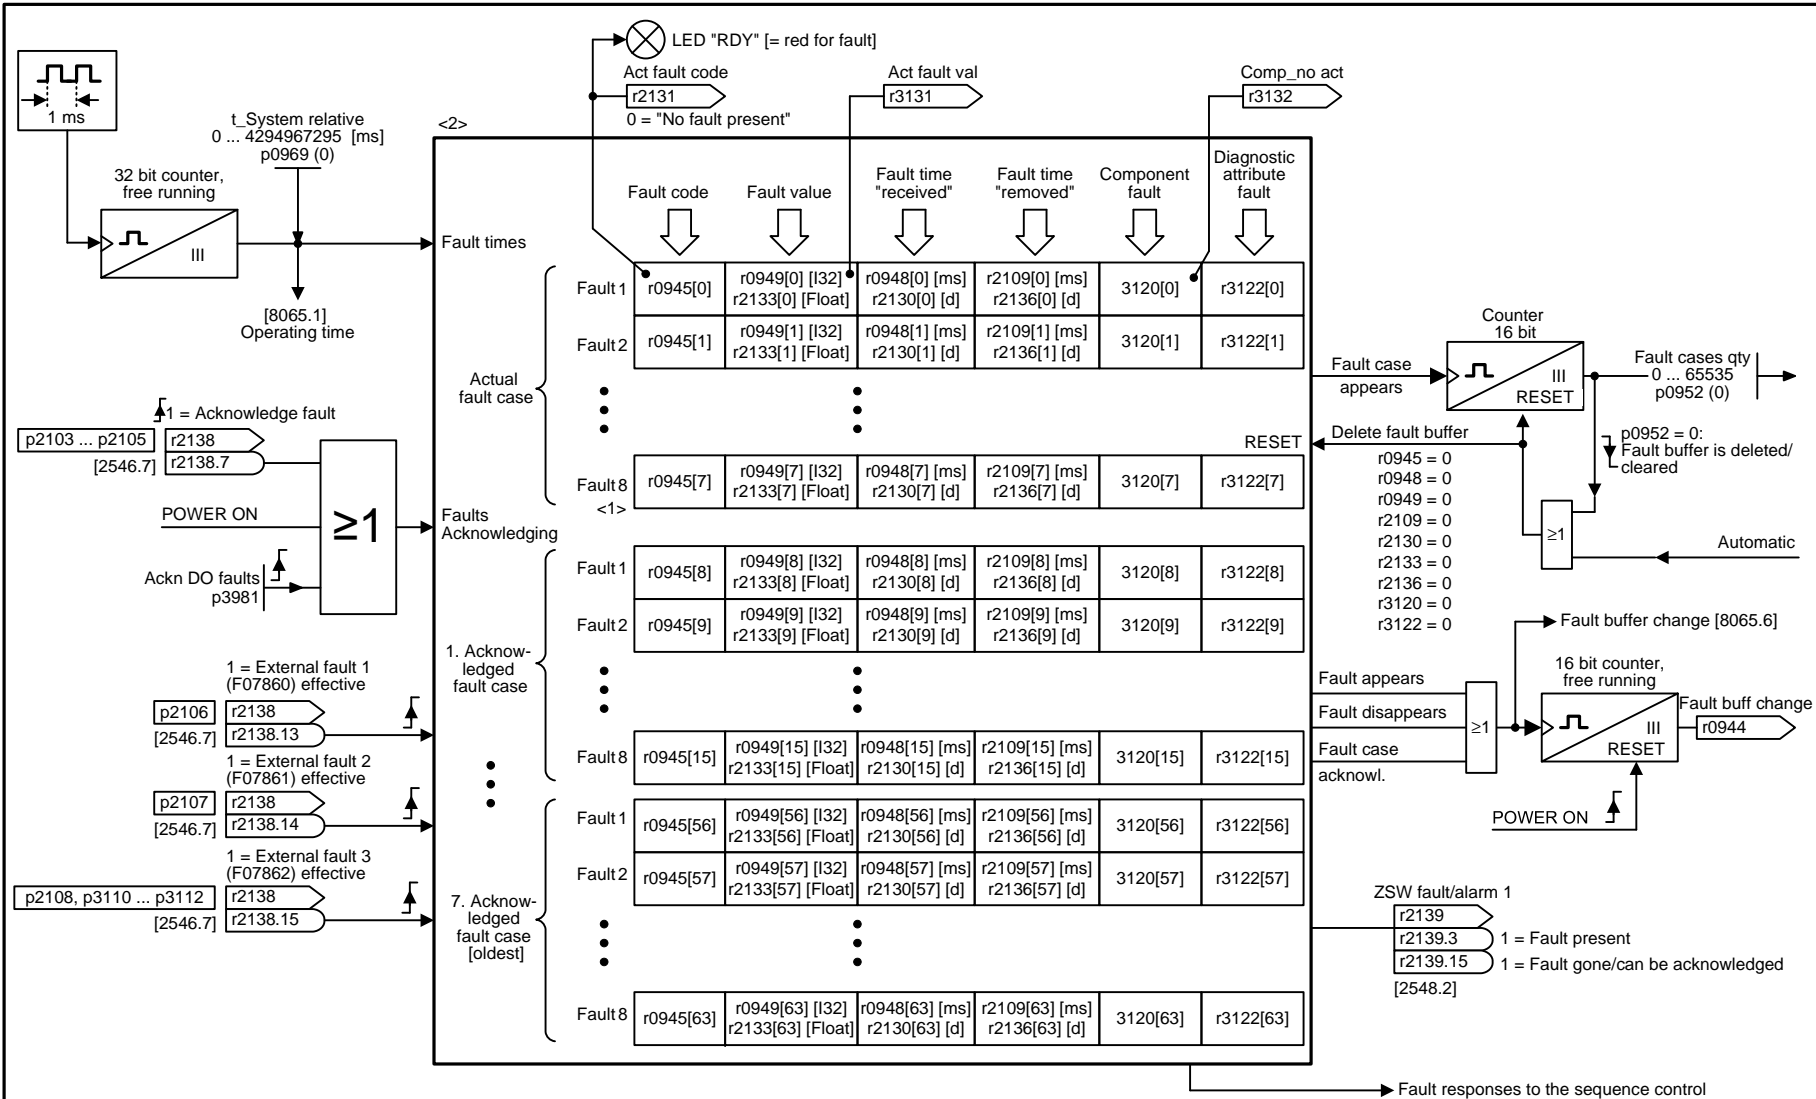 LED "RDY" [= red for fault]
Act fault code
r2131
0 = "No fault present"
Act fault val
r3131
Comp_no act
r3132
1 ms
t_System relative
0 ... 4294967295 [ms]
p0969 (0)
32 bit counter,
free running
III
[8065.1]
Operating time
<2>
Fault times
Fault code
Fault value
Fault time
"received"
Fault time
"removed"
Component
fault
Diagnostic
attribute
fault
Actual
fault case
Fault 1
r0945[0]
r0949[0] [I32]
r2133[0] [Float]
r0948[0] [ms]
r2130[0] [d]
r2109[0] [ms]
r2136[0] [d]
3120[0]
r3122[0]
Fault 2
r0945[1]
r0949[1] [I32]
r2133[1] [Float]
r0948[1] [ms]
r2130[1] [d]
r2109[1] [ms]
r2136[1] [d]
3120[1]
r3122[1]
Fault 8
<1>
r0945[7]
r0949[7] [I32]
r2133[7] [Float]
r0948[7] [ms]
r2130[7] [d]
r2109[7] [ms]
r2136[7] [d]
3120[7]
r3122[7]
1 = Acknowledge fault
p2103 ... p2105
r2138
[2546.7]
r2138.7
POWER ON
≥1
Ackn DO faults
p3981
Faults
Acknowledging
1. Acknow-
ledged
fault case
Fault 1
r0945[8]
r0949[8] [I32]
r2133[8] [Float]
r0948[8] [ms]
r2130[8] [d]
r2109[8] [ms]
r2136[8] [d]
3120[8]
r3122[8]
Fault 2
r0945[9]
r0949[9] [I32]
r2133[9] [Float]
r0948[9] [ms]
r2130[9] [d]
r2109[9] [ms]
r2136[9] [d]
3120[9]
r3122[9]
Fault 8
r0945[15]
r0949[15] [I32]
r2133[15] [Float]
r0948[15] [ms]
r2130[15] [d]
r2109[15] [ms]
r2136[15] [d]
3120[15]
r3122[15]
1 = External fault 1
(F07860) effective
p2106
r2138
[2546.7]
r2138.13
1 = External fault 2
(F07861) effective
p2107
r2138
[2546.7]
r2138.14
1 = External fault 3
(F07862) effective
p2108, p3110 ... p3112
r2138
[2546.7]
r2138.15
7. Acknow-
ledged
fault case
[oldest]
Fault 1
r0945[56]
r0949[56] [I32]
r2133[56] [Float]
r0948[56] [ms]
r2130[56] [d]
r2109[56] [ms]
r2136[56] [d]
3120[56]
r3122[56]
Fault 2
r0945[57]
r0949[57] [I32]
r2133[57] [Float]
r0948[57] [ms]
r2130[57] [d]
r2109[57] [ms]
r2136[57] [d]
3120[57]
r3122[57]
Fault 8
r0945[63]
r0949[63] [I32]
r2133[63] [Float]
r0948[63] [ms]
r2130[63] [d]
r2109[63] [ms]
r2136[63] [d]
3120[63]
r3122[63]
Fault case
appears
Counter
16 bit
III
RESET
Fault cases qty
0 ... 65535
p0952 (0)
RESET
Delete fault buffer
r0945 = 0
r0948 = 0
r0949 = 0
r2109 = 0
r2130 = 0
r2133 = 0
r2136 = 0
r3120 = 0
r3122 = 0
p0952 = 0:
Fault buffer is deleted/
cleared
≥1
Automatic
Fault buffer change [8065.6]
Fault appears
Fault disappears
Fault case
acknowl.
≥1
16 bit counter,
free running
III
RESET
Fault buff change
r0944
POWER ON
ZSW fault/alarm 1
r2139
r2139.3
1 = Fault present
r2139.15
1 = Fault gone/can be acknowledged
[2548.2]
Fault responses to the sequence control